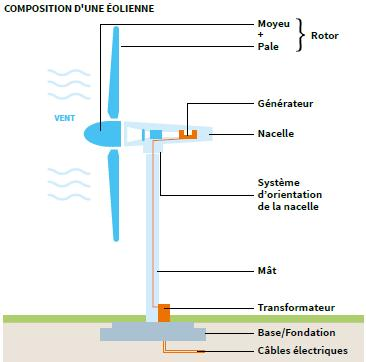 COMPOSITION D'UNE ÉOLIENNE
Moyeu
+
Pale
Rotor
Générateur
VENT
Nacelle
Système
d'orientation
de la nacelle
Mât
Transformateur
Base/Fondation
Câbles électriques